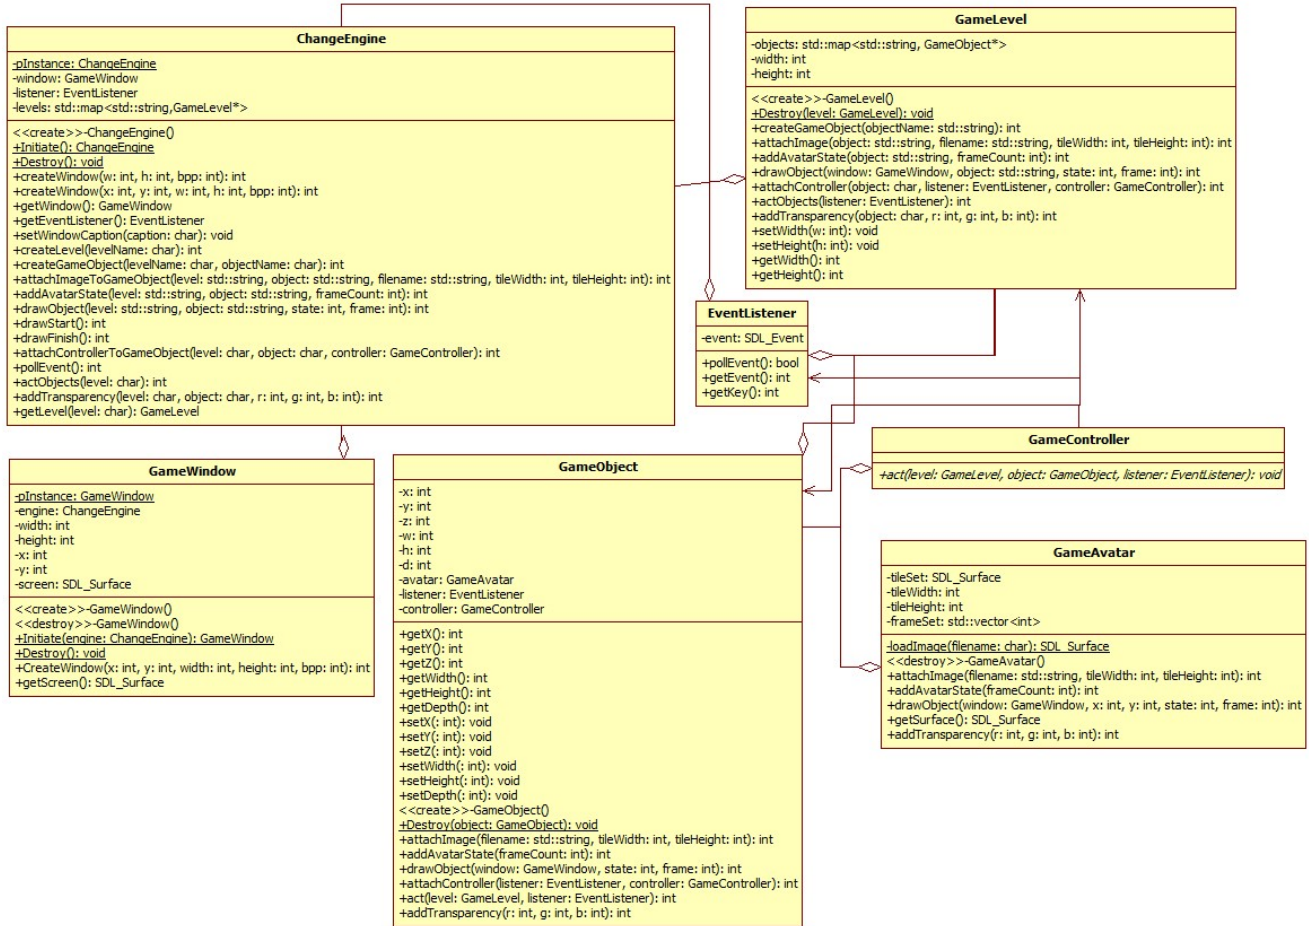 ChangeEngine
-pInstance: ChangeEngine
-window: GameWindow
-listener: EventListener
-levels: std::map<std::string,GameLevel*>
<<create>>-ChangeEngine()
+Initiate(): ChangeEngine
+Destroy(): void
+createWindow(w: int, h: int, bpp: int): int
+createWindow(x: int, y: int, w: int, h: int, bpp: int): int
+getWindow(): GameWindow
+getEventListener(): EventListener
+setWindowCaption(caption: char): void
+createLevel(levelName: char): int
+createGameObject(levelName: char, objectName: char): int
+attachImageToGameObject(level: std::string, object: std::string, filename: std::string, tileWidth: int, tileHeight: int): int
+addAvatarState(level: std::string, object: std::string, frameCount: int): int
+drawObject(level: std::string, object: std::string, state: int, frame: int): int
+drawStart(): int
+drawFinish(): int
+attachControllerToGameObject(level: char, object: char, controller: GameController): int
+pollEvent(): int
+actObjects(level: char): int
+addTransparency(level: char, object: char, r: int, g: int, b: int): int
+getLevel(level: char): GameLevel
GameLevel
-objects: std::map<std::string, GameObject*>
-width: int
-height: int
<<create>>-GameLevel()
+Destroy(level: GameLevel): void
+createGameObject(objectName: std::string): int
+attachImage(object: std::string, filename: std::string, tileWidth: int, tileHeight: int): int
+addAvatarState(object: std::string, frameCount: int): int
+drawObject(window: GameWindow, object: std::string, state: int, frame: int): int
+attachController(object: char, listener: EventListener, controller: GameController): int
+actObjects(listener: EventListener): int
+addTransparency(object: char, r: int, g: int, b: int): int
+setWidth(w: int): void
+setHeight(h: int): void
+getWidth(): int
+getHeight(): int
EventListener
-event: SDL_Event
+pollEvent(): bool
+getEvent(): int
+getKey(): int
GameController
+act(level: GameLevel, object: GameObject, listener: EventListener): void
GameWindow
-pInstance: GameWindow
-engine: ChangeEngine
-width: int
-height: int
-x: int
-y: int
-screen: SDL_Surface
<<create>>-GameWindow()
<<destroy>>-GameWindow()
+Initiate(engine: ChangeEngine): GameWindow
+Destroy(): void
+CreateWindow(x: int, y: int, width: int, height: int, bpp: int): int
+getScreen(): SDL_Surface
GameObject
-x: int
-y: int
-z: int
-w: int
-h: int
-d: int
-avatar: GameAvatar
-listener: EventListener
-controller: GameController
+getX(): int
+getY(): int
+getZ(): int
+getWidth(): int
+getHeight(): int
+getDepth(): int
+setX(: int): void
+setY(: int): void
+setZ(: int): void
+setWidth(: int): void
+setHeight(: int): void
+setDepth(: int): void
<<create>>-GameObject()
+Destroy(object: GameObject): void
+attachImage(filename: std::string, tileWidth: int, tileHeight: int): int
+addAvatarState(frameCount: int): int
+drawObject(window: GameWindow, state: int, frame: int): int
+attachController(listener: EventListener, controller: GameController): int
+act(level: GameLevel, listener: EventListener): int
+addTransparency(r: int, g: int, b: int): int
GameAvatar
-tileSet: SDL_Surface
-tileWidth: int
-tileHeight: int
-frameSet: std::vector<int>
-loadImage(filename: char): SDL_Surface
<<destroy>>-GameAvatar()
+attachImage(filename: std::string, tileWidth: int, tileHeight: int): int
+addAvatarState(frameCount: int): int
+drawObject(window: GameWindow, x: int, y: int, state: int, frame: int): int
+getSurface(): SDL_Surface
+addTransparency(r: int, g: int, b: int): int